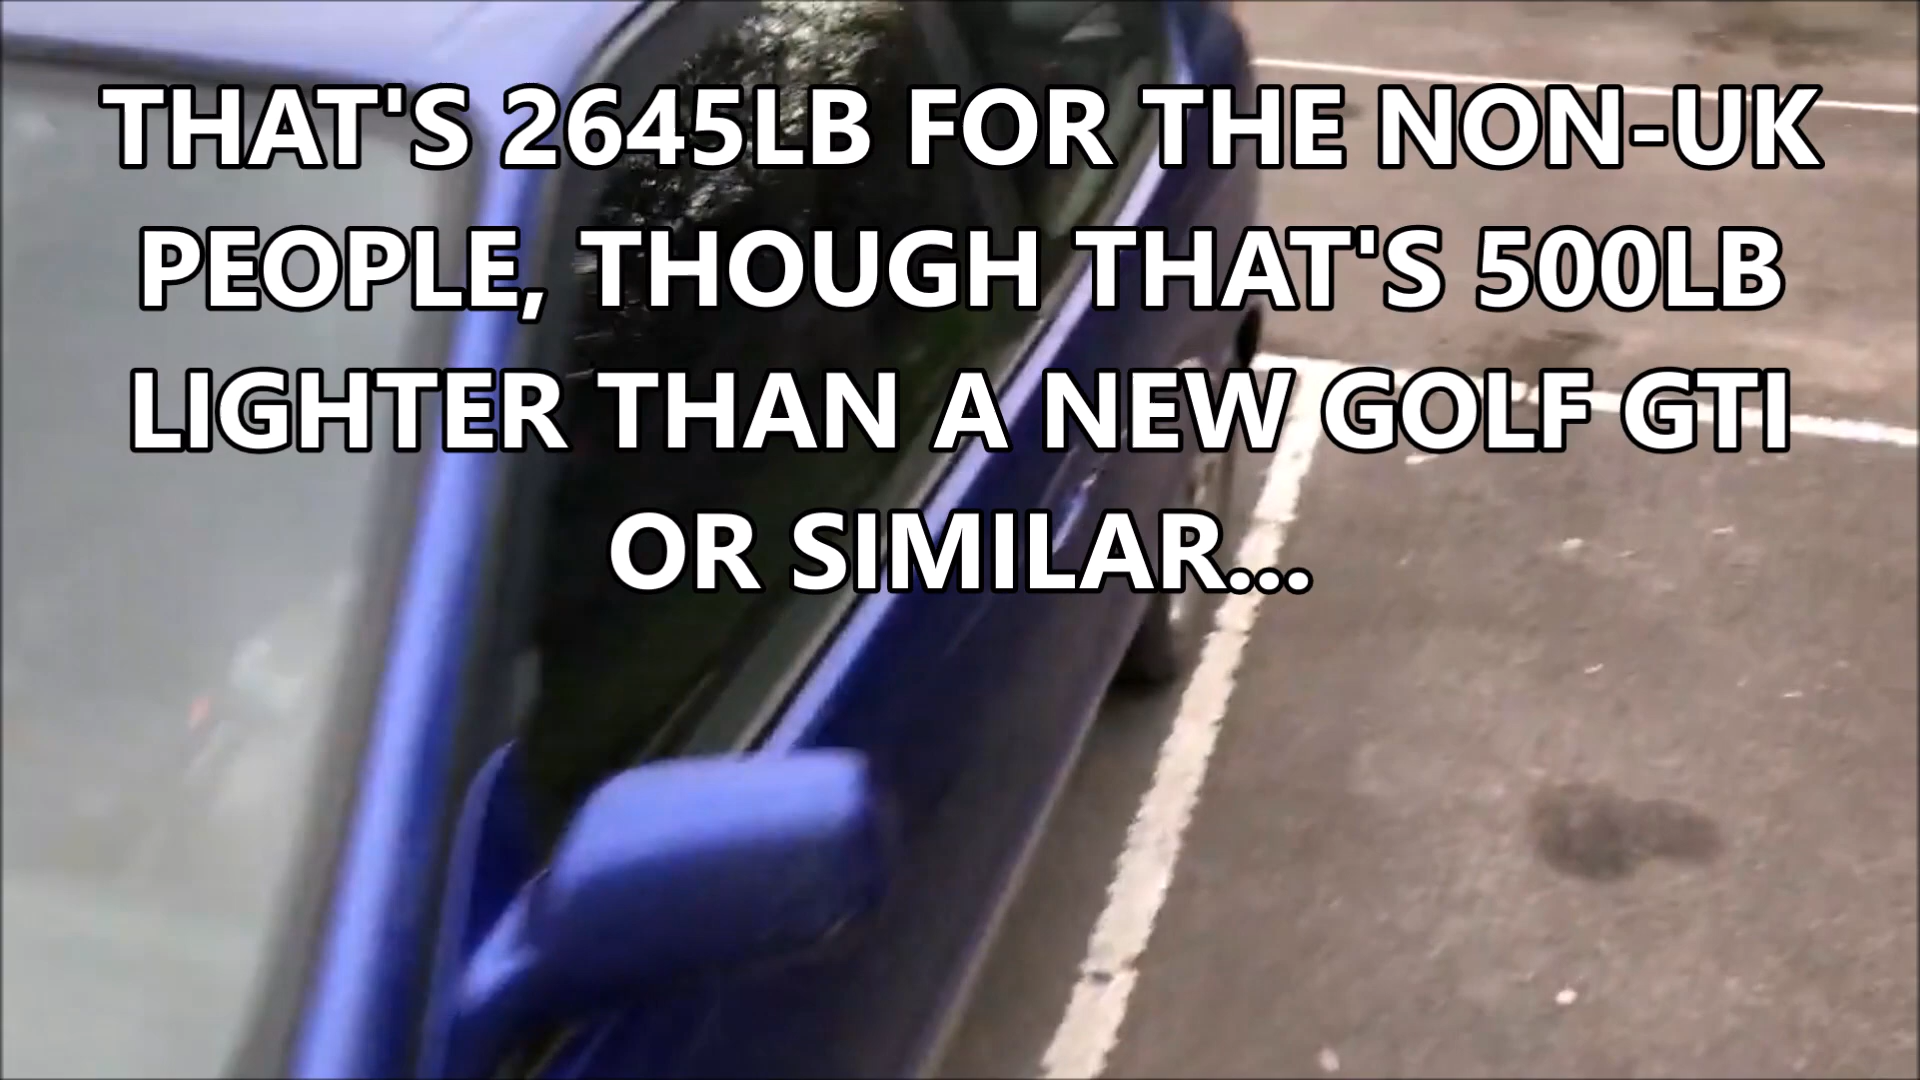 THAT'S 2645LB FOR THE NON-UK
PEOPLE, THOUGH THAT'S 500LB
LIGHTER THAN A NEW GOLF GTI
OR SIMILAR...